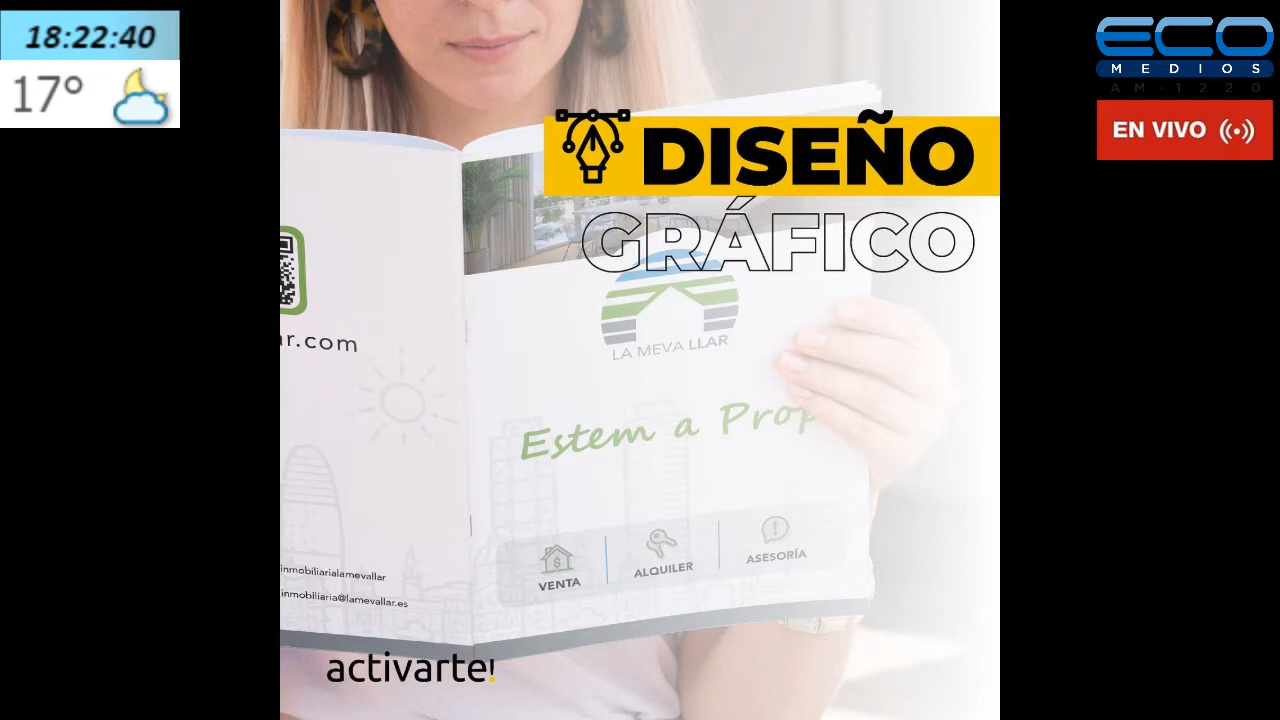 18:22:40
17°
ECO
MEDIOS
AM·1220
EN VIVO
DISEÑO
GRÁFICO
LA MEVA LLAR
ar.com
Estem a Prop
VENTA
ALQUILER
ASESORÍA
inmobiliarialamevallar
inmobiliaria@lamevallar.es
activarte!